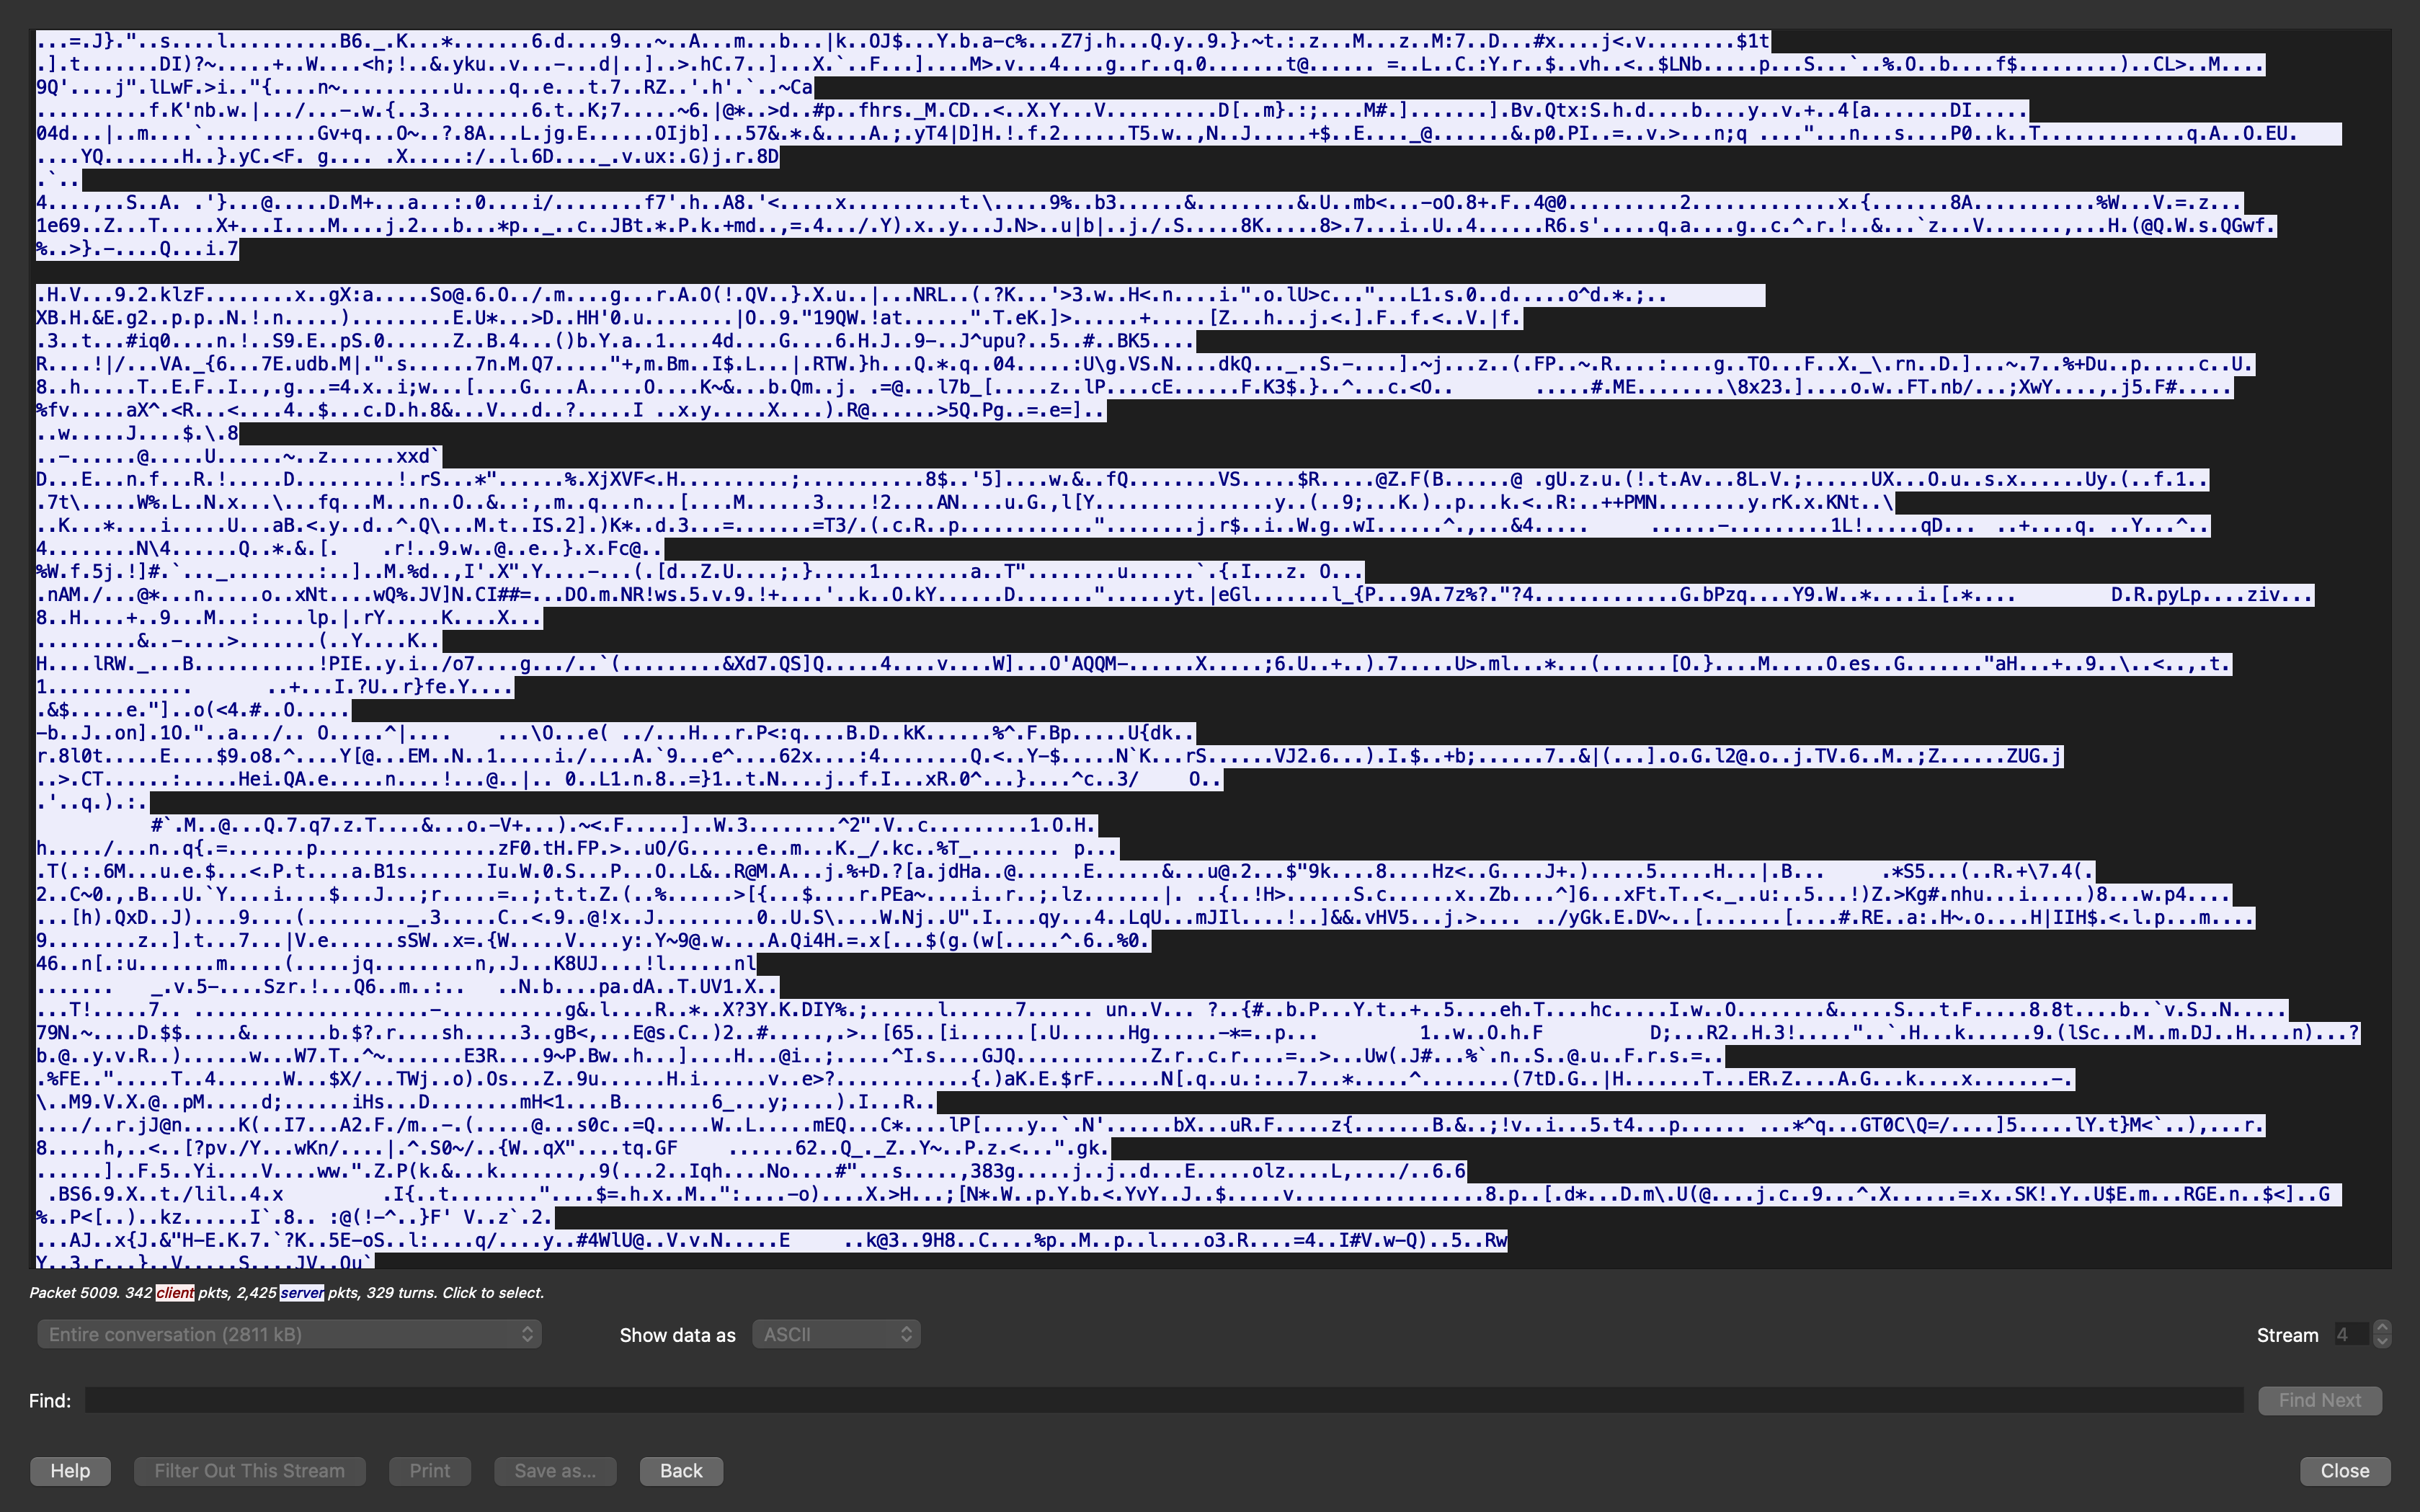 ...=.J}."..s....l..........B6._.K...*.......6.d....9...~..A...m...b...|k..OJ$...Y.b.a-c%...Z7j.h...Q.y..9.}.~t.:.z...M...z..M:7..D...#x....j<.v........$1t
.].t.......DI)?~.....+..W....<h;!..&.yku..v...-...d|..]..>.hC.7..]...X.`..F...]....M>.v...4....g..r..q.0.......t@...... =..L..C.:Y.r..$..vh..<..$LNb.....p...S...`..%.O..b....f$.........)..CL>..M....
9Q'....j".lLwF.>i.."{....n~..........u....q..e...t.7..RZ..'.h'.`..~Ca
..........f.K'nb.w.|.../...-.w.{..3.........6.t..K;7.....~6.|@*..>d..#p..fhrs._M.CD..<..X.Y...V..........D[..m}.:;....M#.].......].Bv.Qtx:S.h.d....b....y..v.+..4[a.......DI.....
04d...|..m....`..........Gv+q...O~..?.8A...L.jg.E......OIjb]...57&.*.&....A.;.yT4|D]H.!.f.2......T5.w..,N..J.....+$..E...._@.......&.p0.PI..=..v.>...n;q ...."...n...s....P0..k..T.............q.A..O.EU.
....YQ.......H..}.yC.<F. g.... .X.....:/..l.6D...._.v.ux:.G)j.r.8D
.`..
4....,..S..A. .'}...@.....D.M+...a...:.0....i/........f7'.h..A8.'<.....x..........t.\.....9%..b3......&.........&.U..mb<...-oO.8+.F..4@0..........2.............x.{.......8A...........%W...V.=.z...
1e69..Z...T.....X+...I....M....j.2...b...*p.._..c..JBt.*.P.k.+md..,=.4.../.Y).x..y...J.N>..u|b|..j./.S.....8K.....8>.7...i..U..4......R6.s'.....q.a....g..c.^.r.!..&...`z...V.......,...H.(@Q.W.s.QGwf.
%..>}.-....Q...i.7
.H.V...9.2.klzF........x..gX:a.....So@.6.O../.m....g...r.A.O(!.QV..}.X.u..|...NRL..(.?K...'>3.w..H<.n....i.".o.lU>c..."...L1.s.0..d.....o^d.*.;..
XB.H.&E.g2..p.p..N.!.n.....).........E.U*...>D..HH'0.u........|O..9."19QW.!at......".T.eK.]>......+.....[Z...h...j.<.].F..f.<..V.|f.
.3..t...#iq0....n.!..S9.E..pS.0......Z..B.4...()b.Y.a..1....4d....G....6.H.J..9-..J^upu?..5..#..BK5....
R....!|/...VA._{6...7E.udb.M|.".s......7n.M.Q7....."+,m.Bm..I$.L...|.RTW.}h...Q.*.q..04.....:U\g.VS.N....dkQ..._..S.-....].~j...z..(.FP..~.R....:....g..TO...F..X._\.rn..D.]...~.7..%+Du..p.....c..U.
8..h.....T..E.F..I..,.g...=4.x..i;w...[....G....A.....O....K~&...b.Qm..j. .=@...l7b_[.....z..lP....cE......F.K3$.}..^...c.<O.. .....#.ME........\8x23.]....o.w..FT.nb/...;XwY....,.j5.F#.....
%fv.....aX^.<R...<....4..$...c.D.h.8&...V...d..?.....I ..x.y.....X....).R@......>5Q.Pg..=.e=]..
..w.....J....$.\.8
..-......@.....U......~..z......xxd`
D...E...n.f...R.!.....D.........!.rS...*"......%.XjXVF<.H..........;...........8$..'5]....w.&..fQ........VS.....$R.....@Z.F(B......@ .gU.z.u.(!.t.Av...8L.V.;......UX...O.u..s.x......Uy.(..f.1..
.7t\.....W%.L..N.x...\...fq...M...n..O..&..:,.m..q...n...[....M......3.....!2....AN....u.G.,l[Y................y..(..9;...K.)..p...k.<..R:..++PMN........y.rK.x.KNt..\
..K...*....i.....U...aB.<.y..d..^.Q\...M.t..IS.2].)K*..d.3...=.......=T3/.(.c.R..p............"........j.r$..i..W.g..wI......^.,...&4..... ......-.........1L!.....qD... ..+....q. ..Y...^..
4........N\4......Q..*.&.[. .r!..9.w..@..e..}.x.Fc@..
%W.f.5j.!]#.`..._........:..]..M.%d..,I'.X".Y....-...(.[d..Z.U....;.}.....1........a..T"........u......`.{.I...z. O...
.nAM./...@*...n.....o..xNt....wQ%.JV]N.CI##=...DO.m.NR!ws.5.v.9.!+....'..k..O.kY......D......."......yt.|eGl.......l_{P...9A.7z%?."?4.............G.bPzq....Y9.W..*....i.[.*.... D.R.pyLp....ziv...
8..H....+..9...M...:....lp.|.rY.....K....X...
.........&..-....>.......(..Y....K..
H....lRW._...B...........!PIE..y.i../o7....g.../..`(.........&Xd7.QS]Q.....4....v....W]...O'AQQM-......X.....;6.U..+..).7.....U>.ml...*...(......[O.}....M.....O.es..G......."aH...+..9..\..<..,.t.
1............. ..+...I.?U..r}fe.Y....
.&$.....e."]..o(<4.#..O.....
-b..J..on].1O."..a.../.. O.....^|.... ...\O...e( ../...H...r.P<:q....B.D..kK......%^.F.Bp.....U{dk..
r.8l0t.....E....$9.o8.^....Y[@...EM..N..1.....i./....A.`9...e^....62x....:4........Q.<..Y-$.....N`K...rS......VJ2.6...).I.$..+b;......7..&|(...].o.G.l2@.o..j.TV.6..M..;Z......ZUG.j
..>.CT......:.....Hei.QA.e.....n....!...@..|.. 0..L1.n.8..=}1..t.N....j..f.I...xR.0^...}....^c..3/ O..
.'..q.).:.
#`.M..@...Q.7.q7.z.T....&...o.-V+...).~<.F.....]..W.3........^2".V..c.........1.O.H.
h...../...n..q{.=.......p................zF0.tH.FP.>..uO/G......e..m...K._/.kc..%T_........ p...
.T(.:.6M...u.e.$...<.P.t....a.B1s.......Iu.W.0.S...P...O..L&..R@M.A...j.%+D.?[a.jdHa..@......E......&...u@.2...$"9k....8....Hz<..G....J+.).....5.....H...|.B... .*S5...(..R.+\7.4(.
2..C~0.,.B...U.`Y....i....$...J...;r.....=..;.t.t.Z.(..%......>[{...$....r.PEa~....i..r..;.lz.......|. ..{..!H>......S.c.......x..Zb....^]6...xFt.T..<._..u:..5...!)Z.>Kg#.nhu...i.....)8...w.p4....
...[h).QxD..J)....9....(........._.3.....C..<.9..@!x..J.........0..U.S\....W.Nj..U".I....qy...4..LqU...mJIl....!..]&&.vHV5...j.>.... ../yGk.E.DV~..[.......[....#.RE..a:.H~.o....H|IIH$.<.l.p...m....
9........z..].t...7...|V.e......sSW..x=.{W.....V....y:.Y~9@.w....A.Qi4H.=.x[...$(g.(w[.....^.6..%0.
46..n[.:u.......m.....(.....jq.........n,.J...K8UJ....!l......nl
....... _.v.5-....Szr.!...Q6..m..:.. ..N.b....pa.dA..T.UV1.X..
...T!.....7.. .....................-...........g&.l....R..*..X?3Y.K.DIY%.;......l......7...... un..V... ?..{#..b.P...Y.t..+..5....eh.T....hc.....I.w..O........&.....S...t.F.....8.8t....b..`v.S..N.....
79N.~....D.$$.....&.......b.$?.r....sh.....3..gB<,...E@s.C..)2..#......,.>..[65..[i......[.U......Hg......-*=..p... 1..w..O.h.F D;...R2..H.3!....."..`.H...k......9.(lSc...M..m.DJ..H....n)...?
b.@..y.v.R..)......w...W7.T..^~.......E3R....9~P.Bw..h...]....H...@i..;.....^I.s....GJQ............Z.r..c.r....=..>...Uw(.J#...%`.n..S..@.u..F.r.s.=..
.%FE..".....T..4......W...$X/...TWj..o).Os...Z..9u......H.i......v..e>?............{.)aK.E.$rF......N[.q..u.:...7...*.....^........(7tD.G..|H.......T...ER.Z....A.G...k....x.......-.
\..M9.V.X.@..pM.....d;......iHs...D........mH<1....B........6_...y;....).I...R..
..../..r.jJ@n.....K(..I7...A2.F./m..-.(.....@...s0c..=Q.....W..L.....mEQ...C*....lP[....y..`.N'......bX...uR.F.....z{.......B.&..;!v..i...5.t4...p...... ...*^q...GT0C\Q=/....]5.....lY.t}M<`..),...r.
8.....h,..<..[?pv./Y...wKn/....|.^.S0~/..{W..qX"....tq.GF ......62..Q_._Z..Y~..P.z.<...".gk.
......]..F.5..Yi....V....ww.".Z.P(k.&...k........,9(...2..Iqh....No....#"...s.....,383g.....j..j..d...E.....olz....L,..../..6.6
.BS6.9.X..t./lil..4.x .I{..t........"....$=.h.x..M..":....-o)....X.>H...;[N*.W..p.Y.b.<.YvY..J..$.....v.................8.p..[.d*...D.m\.U(@....j.c..9...^.X......=.x..SK!.Y..U$E.m...RGE.n..$<]..G
%..P<[..)..kz......I`.8.. :@(!-^..}F' V..z`.2.
...AJ..x{J.&"H-E.K.7.`?K..5E-oS..l:....q/....y..#4WlU@..V.v.N.....E ..k@3..9H8..C....%p..M..p..l....o3.R....=4..I#V.w-Q)..5..Rw
Y..3.r...}..V.....S....JV..Qu`
Packet 5009. 342 client pkts, 2,425 server pkts, 329 turns. Click to select.
Entire conversation (2811 kB) Show data as ASCII Stream 4
Find: Find Next
Help Filter Out This Stream Print Save as... Back Close